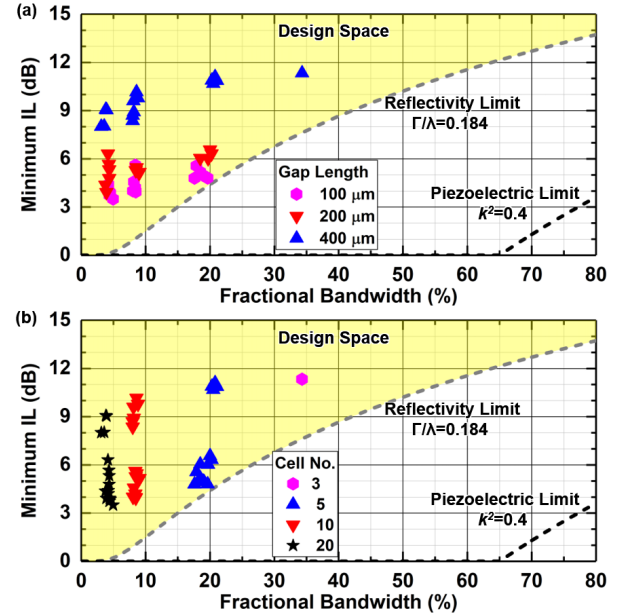 (a)
15
12
9
6
3
0
Minimum IL (dB)
Design Space
Reflectivity Limit
Γ/λ=0.184
Piezoelectric Limit
k²=0.4
Gap Length
100 μm
200 μm
400 μm
0 10 20 30 40 50 60 70 80
Fractional Bandwidth (%)
(b)
15
12
9
6
3
0
Minimum IL (dB)
Design Space
Reflectivity Limit
Γ/λ=0.184
Piezoelectric Limit
k²=0.4
Cell No.
3
5
10
20
0 10 20 30 40 50 60 70 80
Fractional Bandwidth (%)